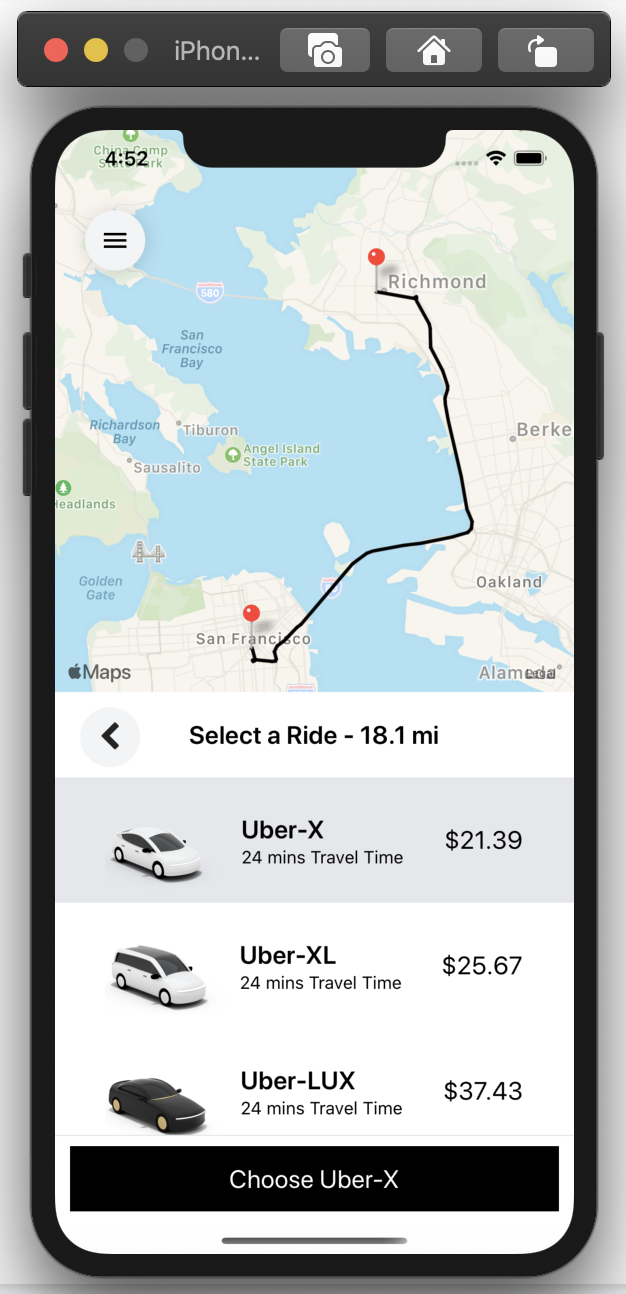 iPhon...
4:52
China Camp
State Park
Richmond
580
San
Francisco
Bay
Richardson
Bay
Tiburon
Berke
Angel Island
State Park
Sausalito
Headlands
Golden
Gate
Oakland
San Francisco
Maps
Alameda
Legal
Select a Ride - 18.1 mi
Uber-X
$21.39
24 mins Travel Time
Uber-XL
$25.67
24 mins Travel Time
Uber-LUX
$37.43
24 mins Travel Time
Choose Uber-X